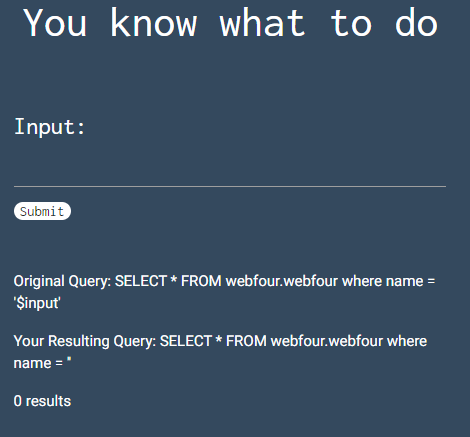 You know what to do
Input:
Submit
Original Query: SELECT * FROM webfour.webfour where name =
'$input'
Your Resulting Query: SELECT * FROM webfour.webfour where
name = ''
0 results